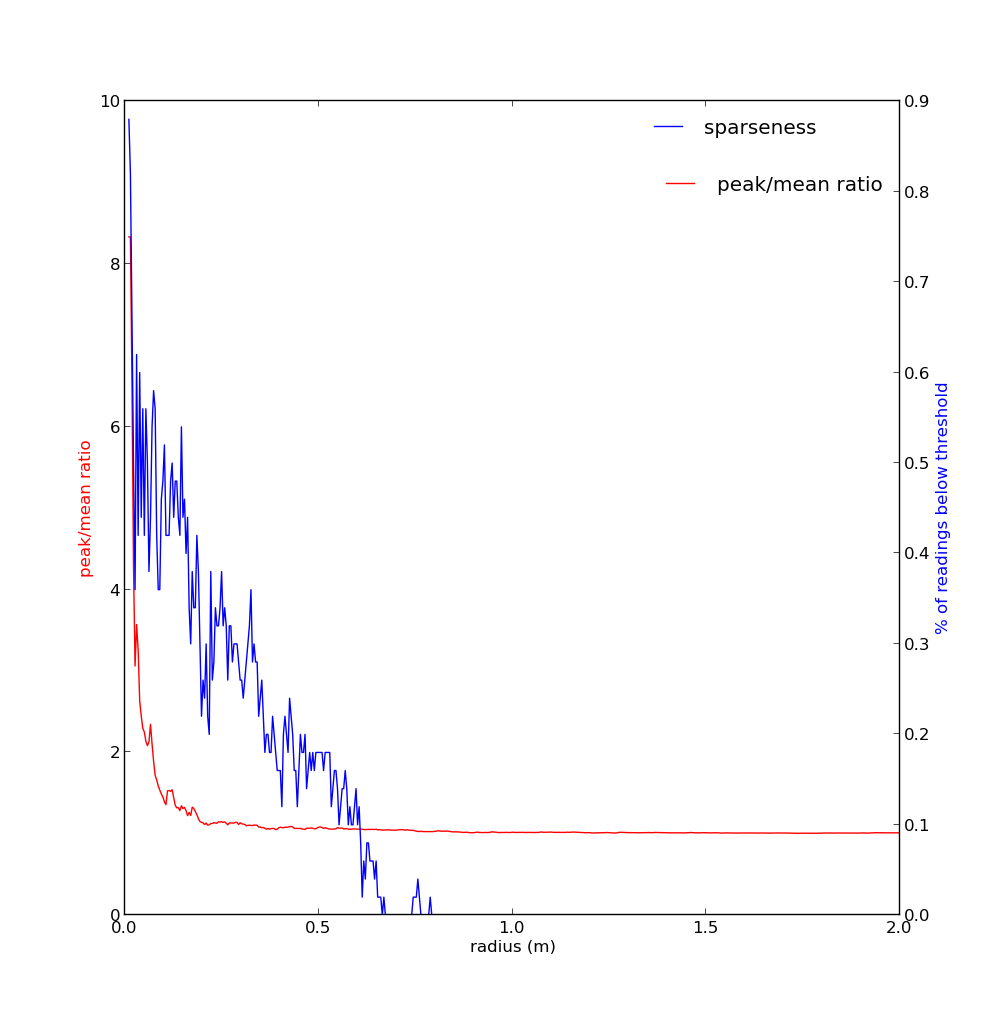 sparseness
peak/mean ratio
10
8
6
4
2
0
peak/mean ratio
0.9
0.8
0.7
0.6
0.5
0.4
0.3
0.2
0.1
0.0
% of readings below threshold
0.0 0.5 1.0 1.5 2.0
radius (m)